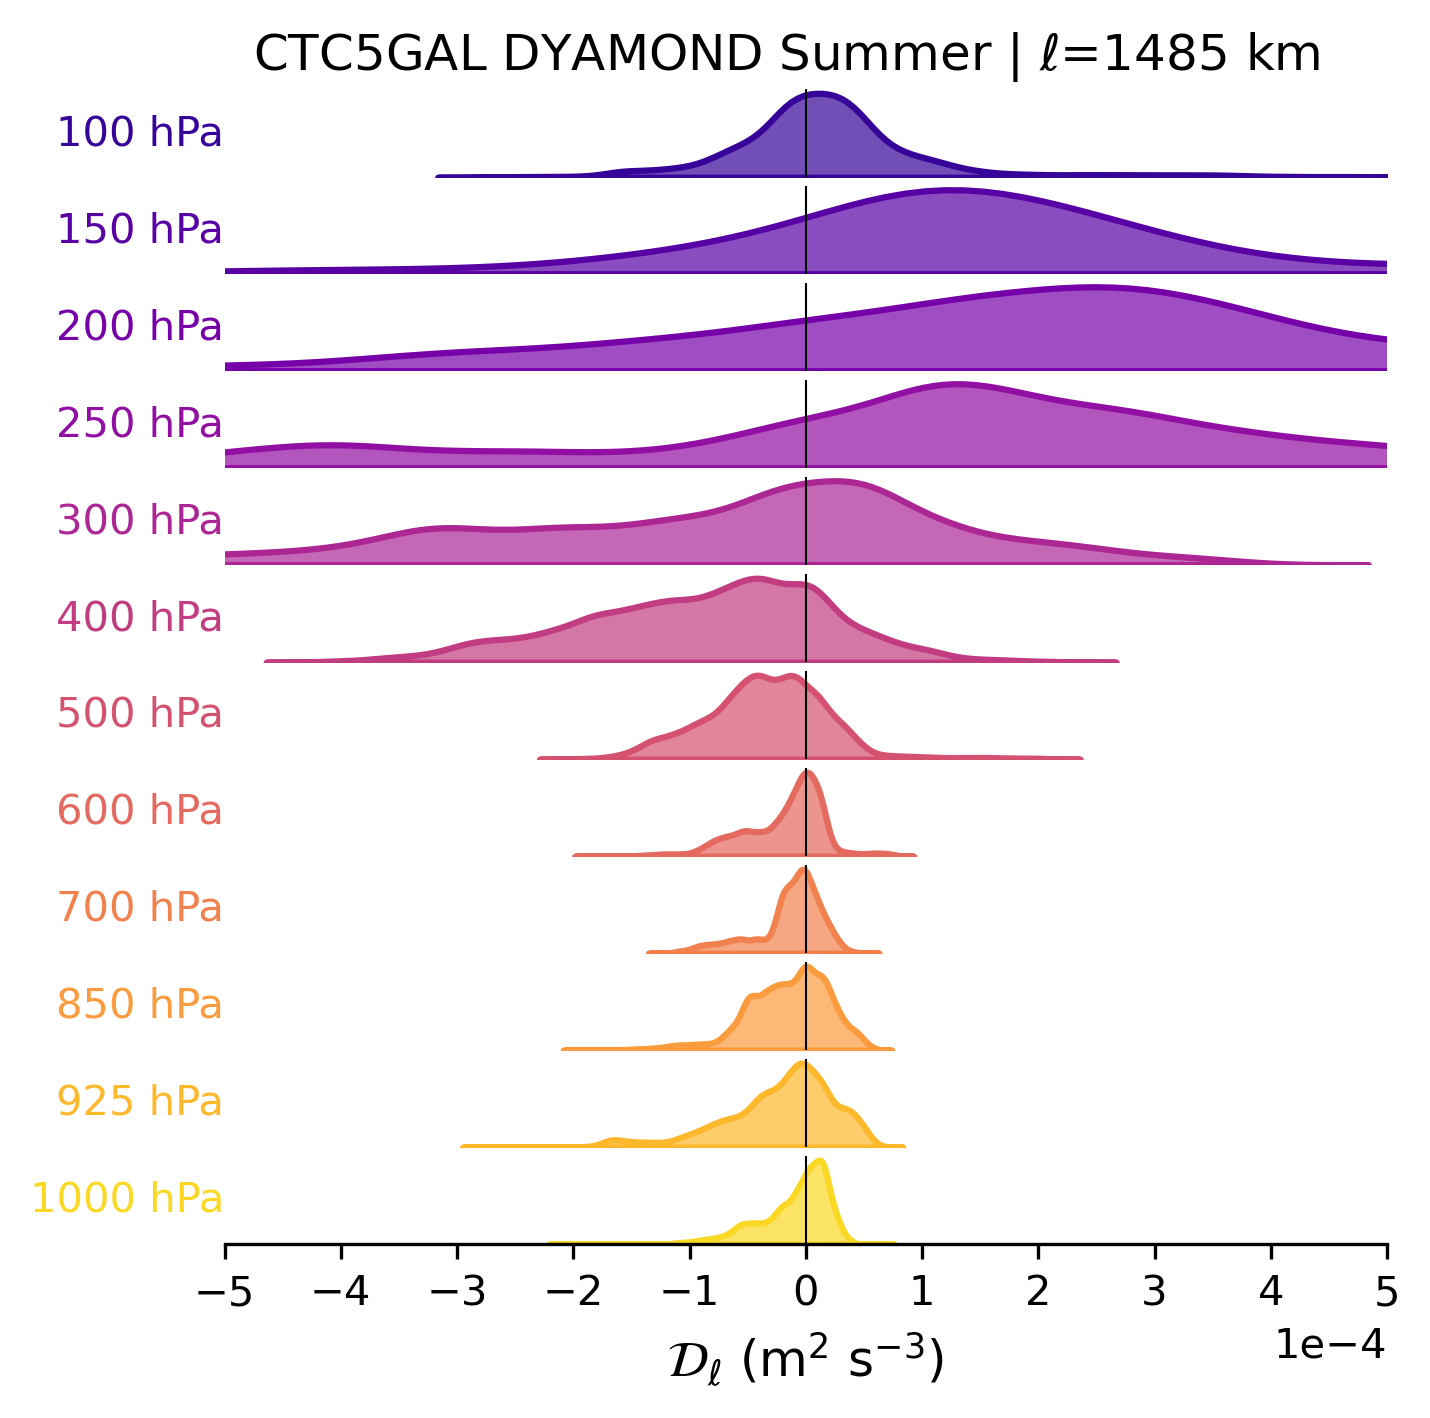 CTC5GAL DYAMOND Summer | ℓ=1485 km
100 hPa
150 hPa
200 hPa
250 hPa
300 hPa
400 hPa
500 hPa
600 hPa
700 hPa
850 hPa
925 hPa
1000 hPa
−5 −4 −3 −2 −1 0 1 2 3 4 5
1e−4
𝒟ℓ (m² s⁻³)